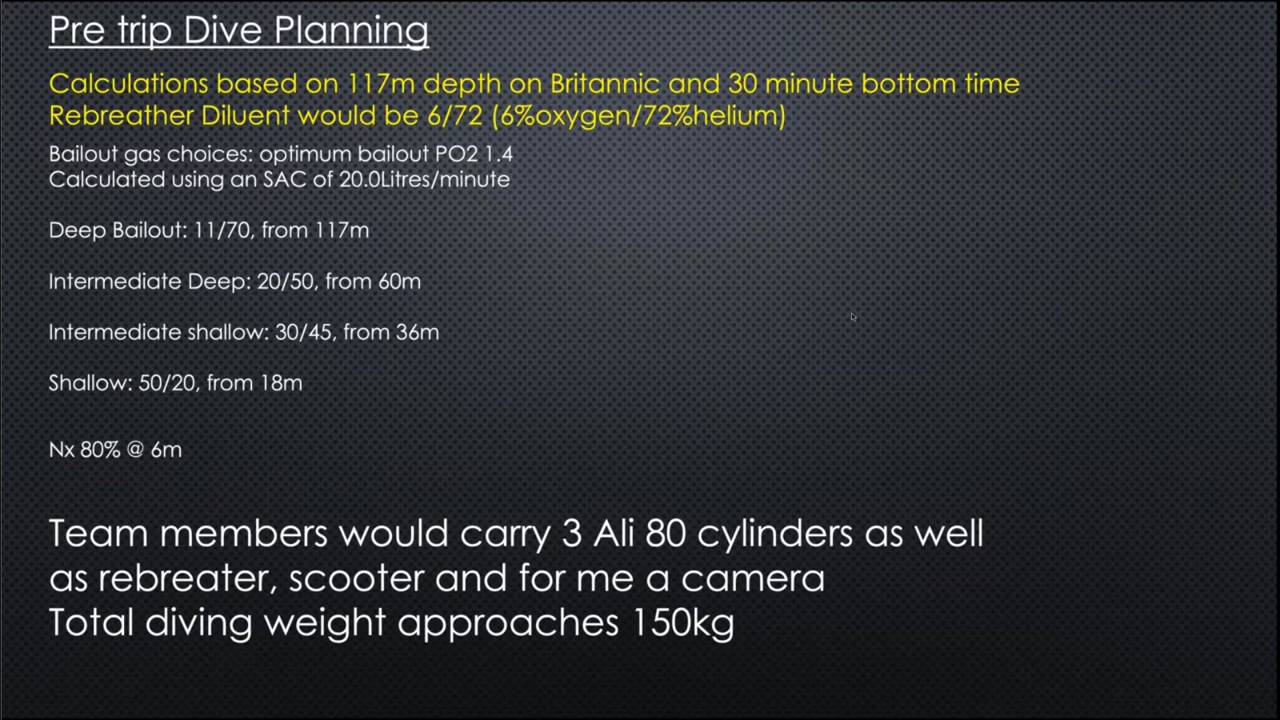 Pre trip Dive Planning
Calculations based on 117m depth on Britannic and 30 minute bottom time
Rebreather Diluent would be 6/72 (6%oxygen/72%helium)
Bailout gas choices: optimum bailout PO2 1.4
Calculated using an SAC of 20.0Litres/minute
Deep Bailout: 11/70, from 117m
Intermediate Deep: 20/50, from 60m
Intermediate shallow: 30/45, from 36m
Shallow: 50/20, from 18m
Nx 80% @ 6m
Team members would carry 3 Ali 80 cylinders as well
as rebreater, scooter and for me a camera
Total diving weight approaches 150kg